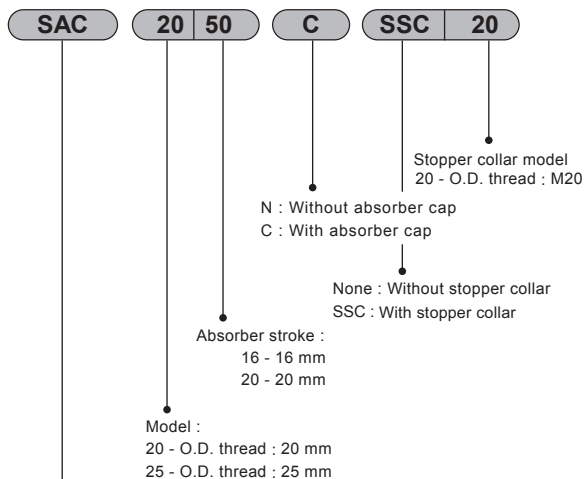 SAC 20 50 C SSC 20
Stopper collar model
20 - O.D. thread : M20
N : Without absorber cap
C : With absorber cap
None : Without stopper collar
SSC : With stopper collar
Absorber stroke :
16 - 16 mm
20 - 20 mm
Model :
20 - O.D. thread : 20 mm
25 - O.D. thread : 25 mm